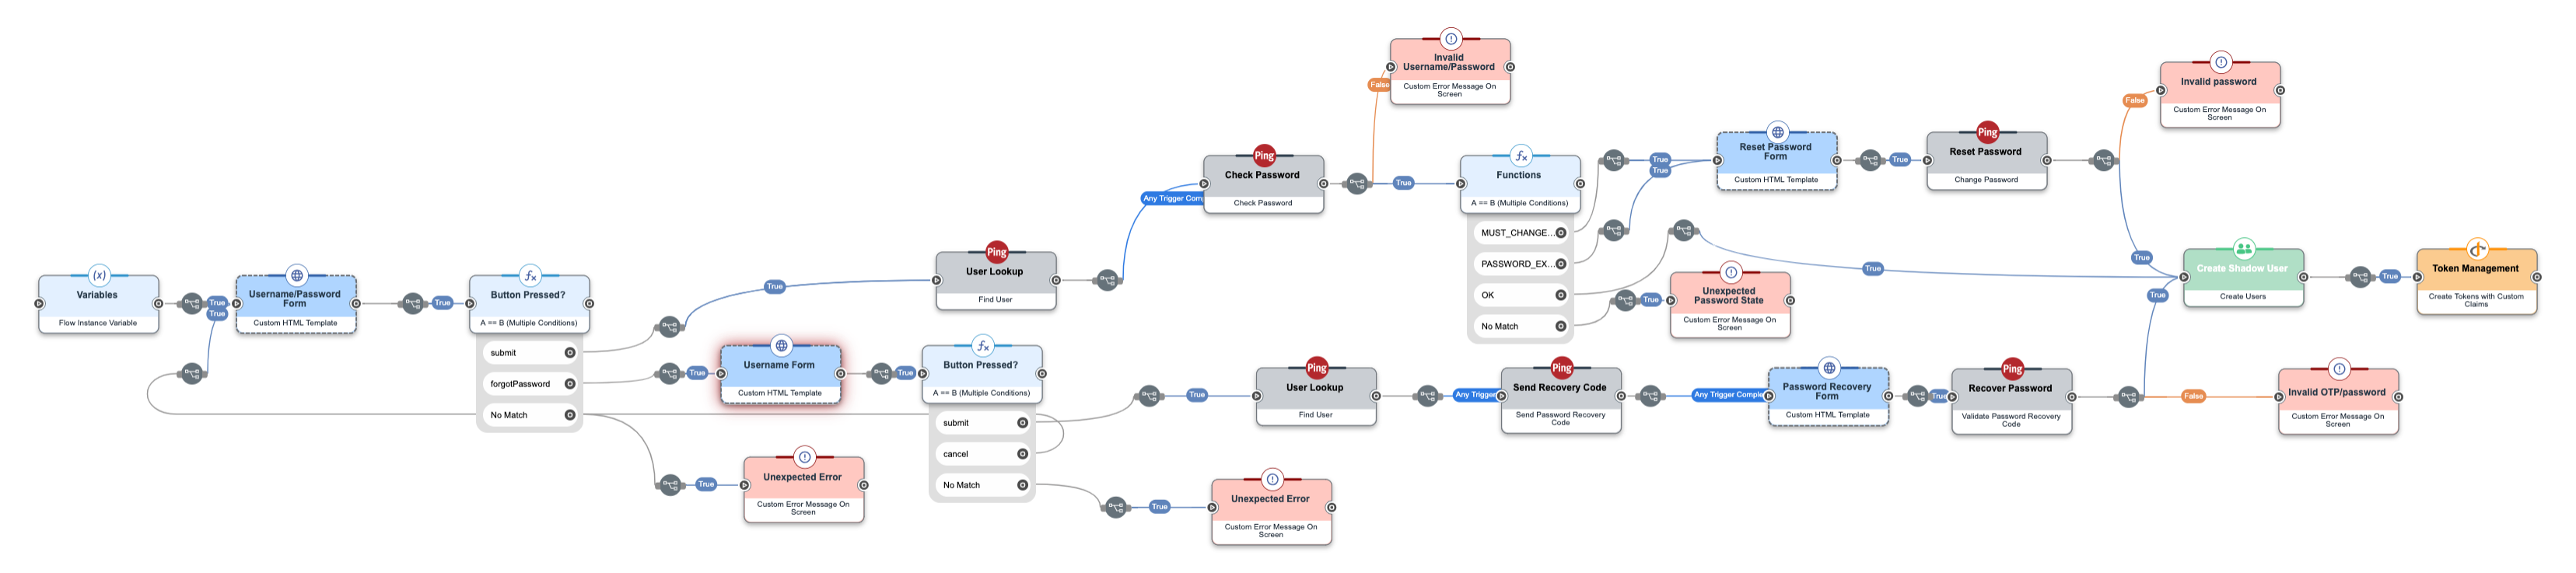 Variables
Flow Instance Variable
True
True
Username/Password
Form
Custom HTML Template
True
Button Pressed?
A == B (Multiple Conditions)
submit
forgotPassword
No Match
True
Ping
User Lookup
Find User
Any Trigger Comp
Ping
Check Password
Check Password
False
Invalid
Username/Password
Custom Error Message On
Screen
True
Functions
A == B (Multiple Conditions)
MUST_CHANGE...
PASSWORD_EX...
OK
No Match
True
True
Reset Password
Form
Custom HTML Template
True
Ping
Reset Password
Change Password
False
Invalid password
Custom Error Message On
Screen
True
True
True
Unexpected
Password State
Custom Error Message On
Screen
Create Shadow User
Create Users
True
Token Management
Create Tokens with Custom
Claims
True
Username Form
Custom HTML Template
True
Button Pressed?
A == B (Multiple Conditions)
submit
cancel
No Match
True
Ping
User Lookup
Find User
Any Trigger
Ping
Send Recovery Code
Send Password Recovery
Code
Any Trigger Comple
Password Recovery
Form
Custom HTML Template
True
Ping
Recover Password
Validate Password Recovery
Code
True
False
Invalid OTP/password
Custom Error Message On
Screen
True
Unexpected Error
Custom Error Message On
Screen
True
Unexpected Error
Custom Error Message On
Screen